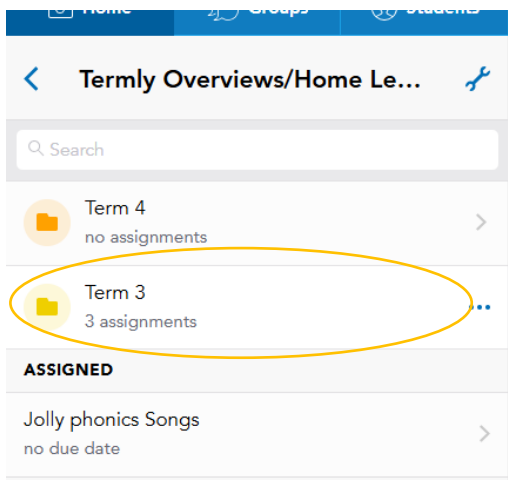 Home Groups Students
Termly Overviews/Home Le...
Search
Term 4
no assignments
Term 3
3 assignments
ASSIGNED
Jolly phonics Songs
no due date